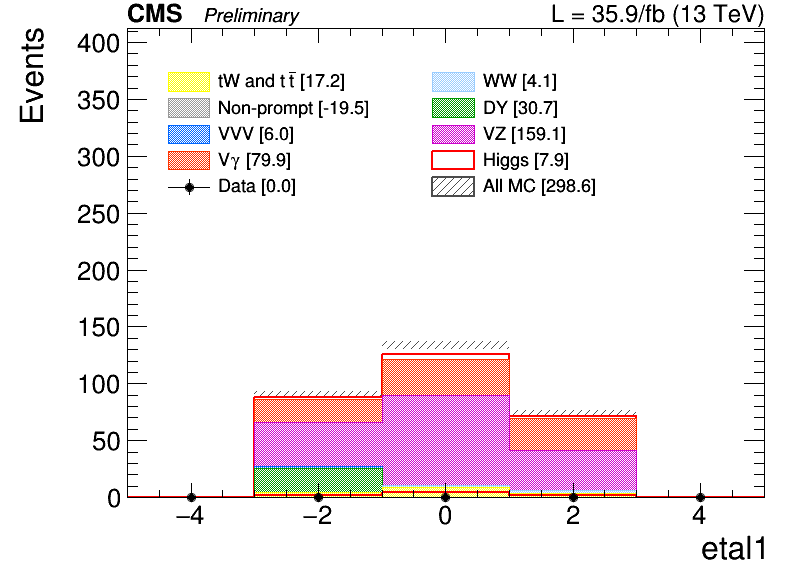 CMS Preliminary L = 35.9/fb (13 TeV)
Events
400
350
300
250
200
150
100
50
0
tW and t t̄ [17.2]
Non-prompt [-19.5]
VVV [6.0]
Vγ [79.9]
Data [0.0]
WW [4.1]
DY [30.7]
VZ [159.1]
Higgs [7.9]
All MC [298.6]
−4 −2 0 2 4
etal1